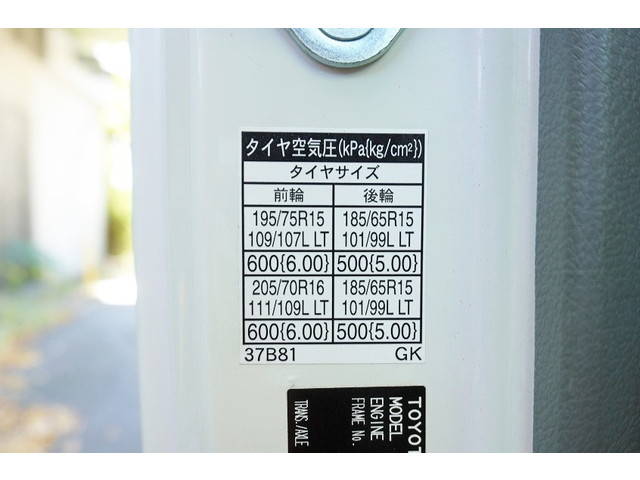 タイヤ空気圧(kPa{kg/cm²})
タイヤサイズ
前輪 後輪
195/75R15 185/65R15
109/107L LT 101/99L LT
600{6.00} 500{5.00}
205/70R16 185/65R15
111/109L LT 101/99L LT
600{6.00} 500{5.00}
37B81 GK
TOYOT
MODEL
ENGINE
FRAME No.
TRANS./AXLE